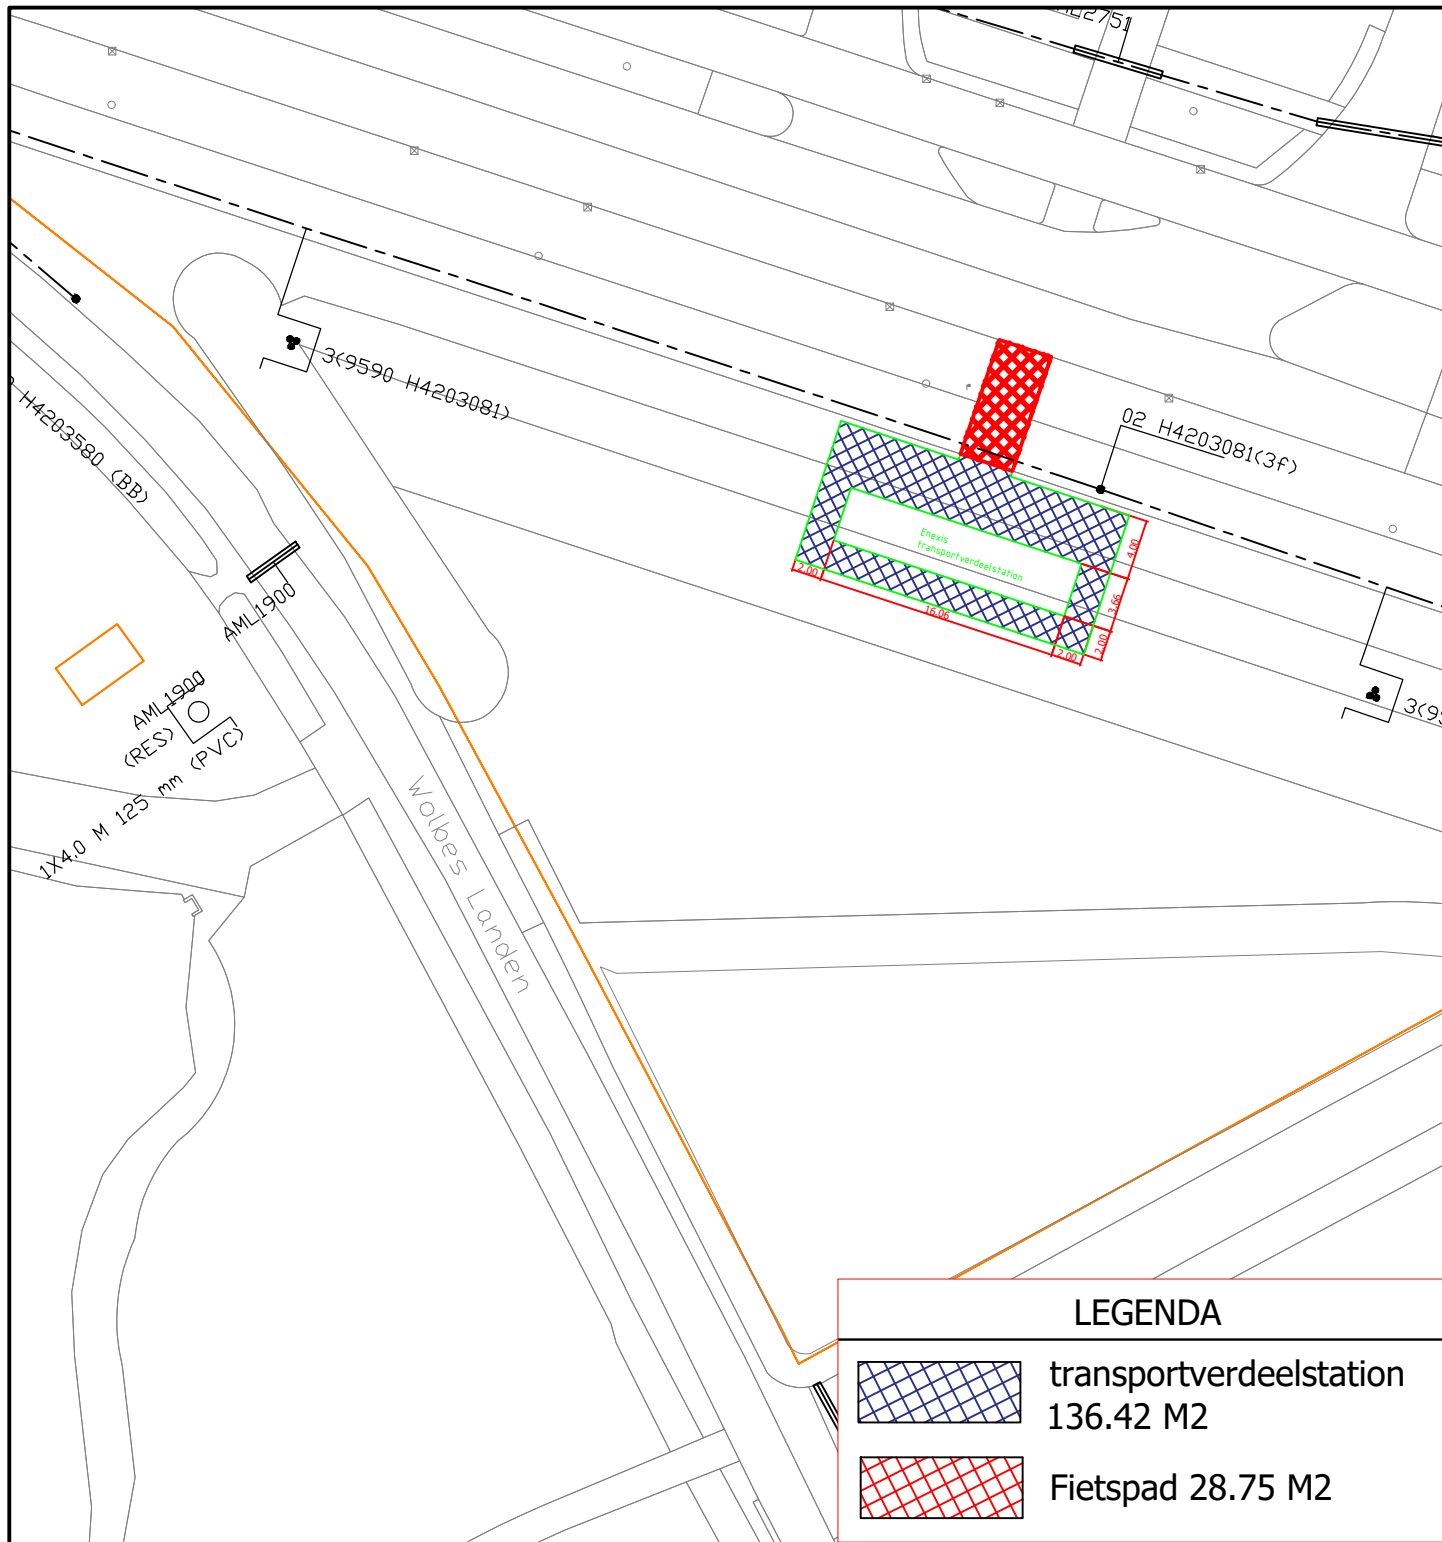 3(9590 H4203081)
02 H4203081(3f)
H4203580 (BB)
Enexis
transportverdeelstation
4.00
3.66
2.00
2.00
16.06
2.00
AML1900
AML1900
(RES)
(PVC)
1X4.0 M 125 mm
Wolbes Landen
LEGENDA
transportverdeelstation
136.42 M2
Fietspad 28.75 M2